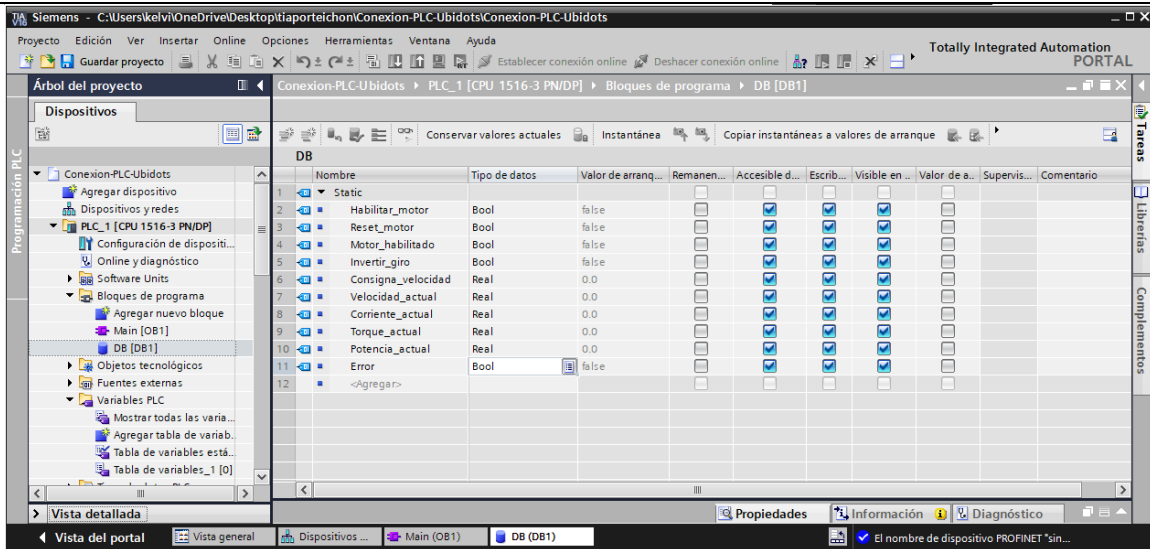 Siemens - C:\Users\kelvi\OneDrive\Desktop\tiaporteichon\Conexion-PLC-Ubidots\Conexion-PLC-Ubidots
Proyecto Edición Ver Insertar Online Opciones Herramientas Ventana Ayuda
Totally Integrated Automation
PORTAL
Guardar proyecto Establecer conexión online Deshacer conexión online
Árbol del proyecto
Conexion-PLC-Ubidots PLC_1 [CPU 1516-3 PN/DP] Bloques de programa DB [DB1]
Dispositivos
Conservar valores actuales Instantánea Copiar instantáneas a valores de arranque
DB
Nombre Tipo de datos Valor de arranq... Remanen... Accesible d... Escrib... Visible en .. Valor de a.. Supervis... Comentario
1 Static
2 Habilitar_motor Bool false
3 Reset_motor Bool false
4 Motor_habilitado Bool false
5 Invertir_giro Bool false
6 Consigna_velocidad Real 0.0
7 Velocidad_actual Real 0.0
8 Corriente_actual Real 0.0
9 Torque_actual Real 0.0
10 Potencia_actual Real 0.0
11 Error Bool false
12 <Agregar>
Programación PLC
Conexion-PLC-Ubidots
Agregar dispositivo
Dispositivos y redes
PLC_1 [CPU 1516-3 PN/DP]
Configuración de dispositi...
Online y diagnóstico
Software Units
Bloques de programa
Agregar nuevo bloque
Main [OB1]
DB [DB1]
Objetos tecnológicos
Fuentes externas
Variables PLC
Mostrar todas las varia...
Agregar tabla de variab..
Tabla de variables está..
Tabla de variables_1 [0]
Tareas
Librerías
Complementos
Vista detallada
Propiedades Información Diagnóstico
Vista del portal Vista general Dispositivos ... Main (OB1) DB (DB1) El nombre de dispositivo PROFINET "sin...